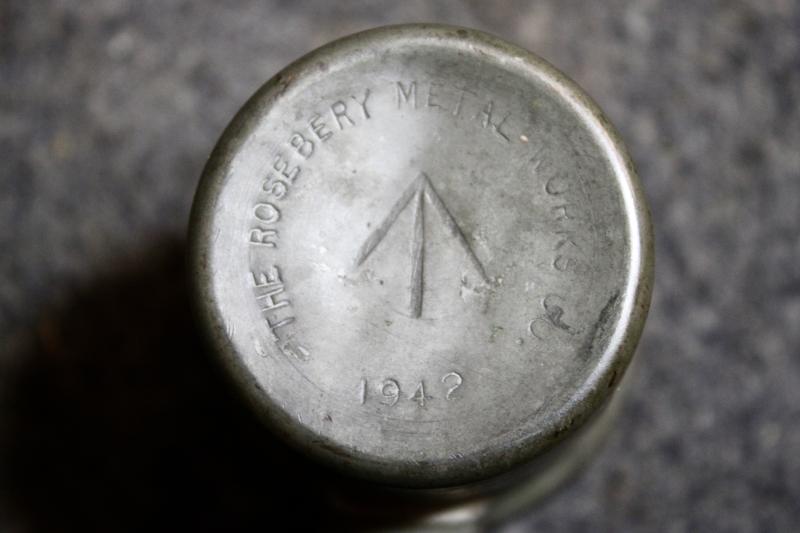 THE ROSEBERY METAL WORKS
1942